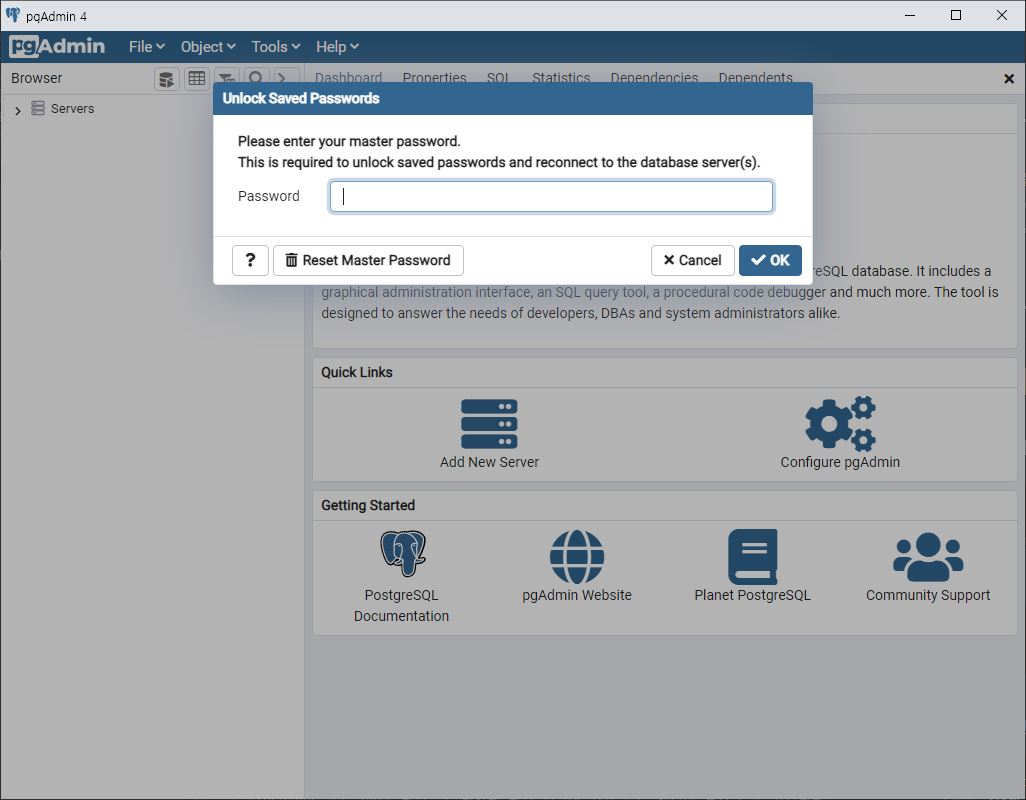 pgAdmin 4
pgAdmin File Object Tools Help
Browser Dashboard Properties SQL Statistics Dependencies Dependents
Servers
Unlock Saved Passwords
Please enter your master password.
This is required to unlock saved passwords and reconnect to the database server(s).
Password
? Reset Master Password Cancel OK
reSQL database. It includes a
graphical administration interface, an SQL query tool, a procedural code debugger and much more. The tool is
designed to answer the needs of developers, DBAs and system administrators alike.
Quick Links
Add New Server Configure pgAdmin
Getting Started
PostgreSQL
Documentation
pgAdmin Website
Planet PostgreSQL
Community Support